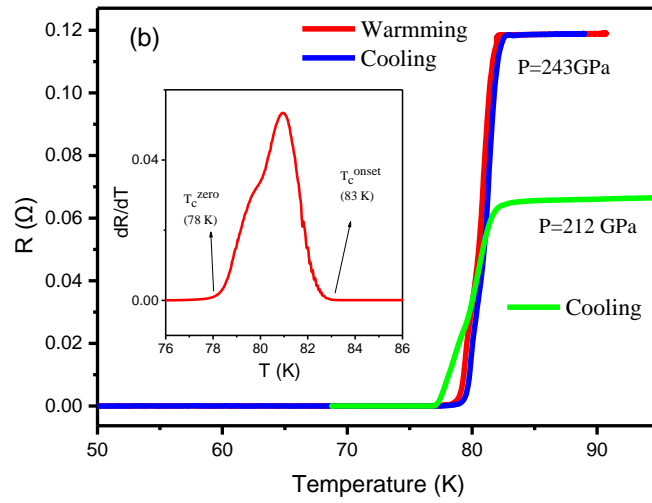 (b)
Warmming
Cooling
P=243GPa
P=212 GPa
Cooling
R (Ω)
0.12
0.10
0.08
0.06
0.04
0.02
0.00
50
60
70
80
90
Temperature (K)
dR/dT
0.04
0.00
T_c^zero
(78 K)
T_c^onset
(83 K)
76
78
80
82
84
86
T (K)